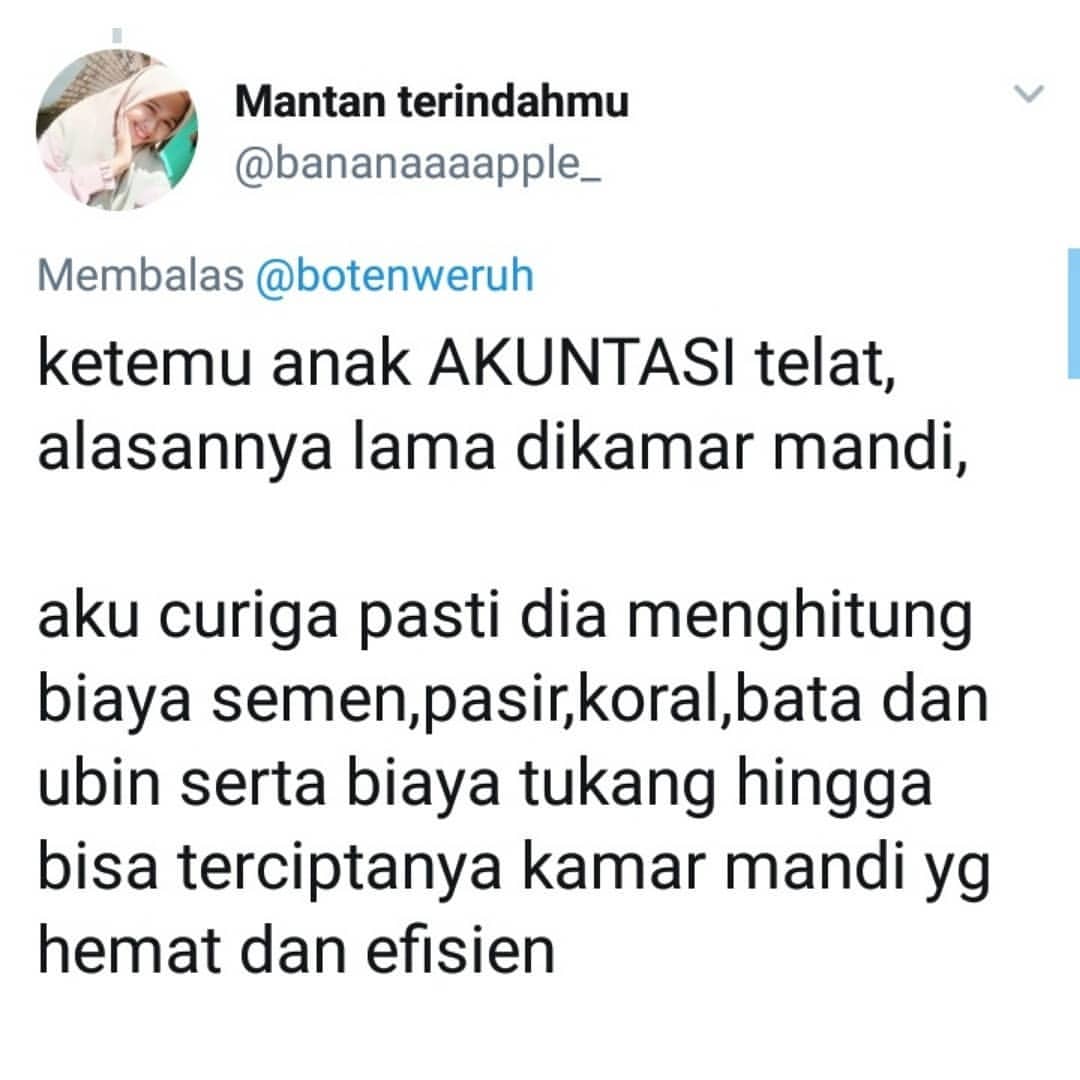 Mantan terindahmu
@bananaaaapple_
Membalas @botenweruh
ketemu anak AKUNTASI telat,
alasannya lama dikamar mandi,
aku curiga pasti dia menghitung
biaya semen,pasir,koral,bata dan
ubin serta biaya tukang hingga
bisa terciptanya kamar mandi yg
hemat dan efisien